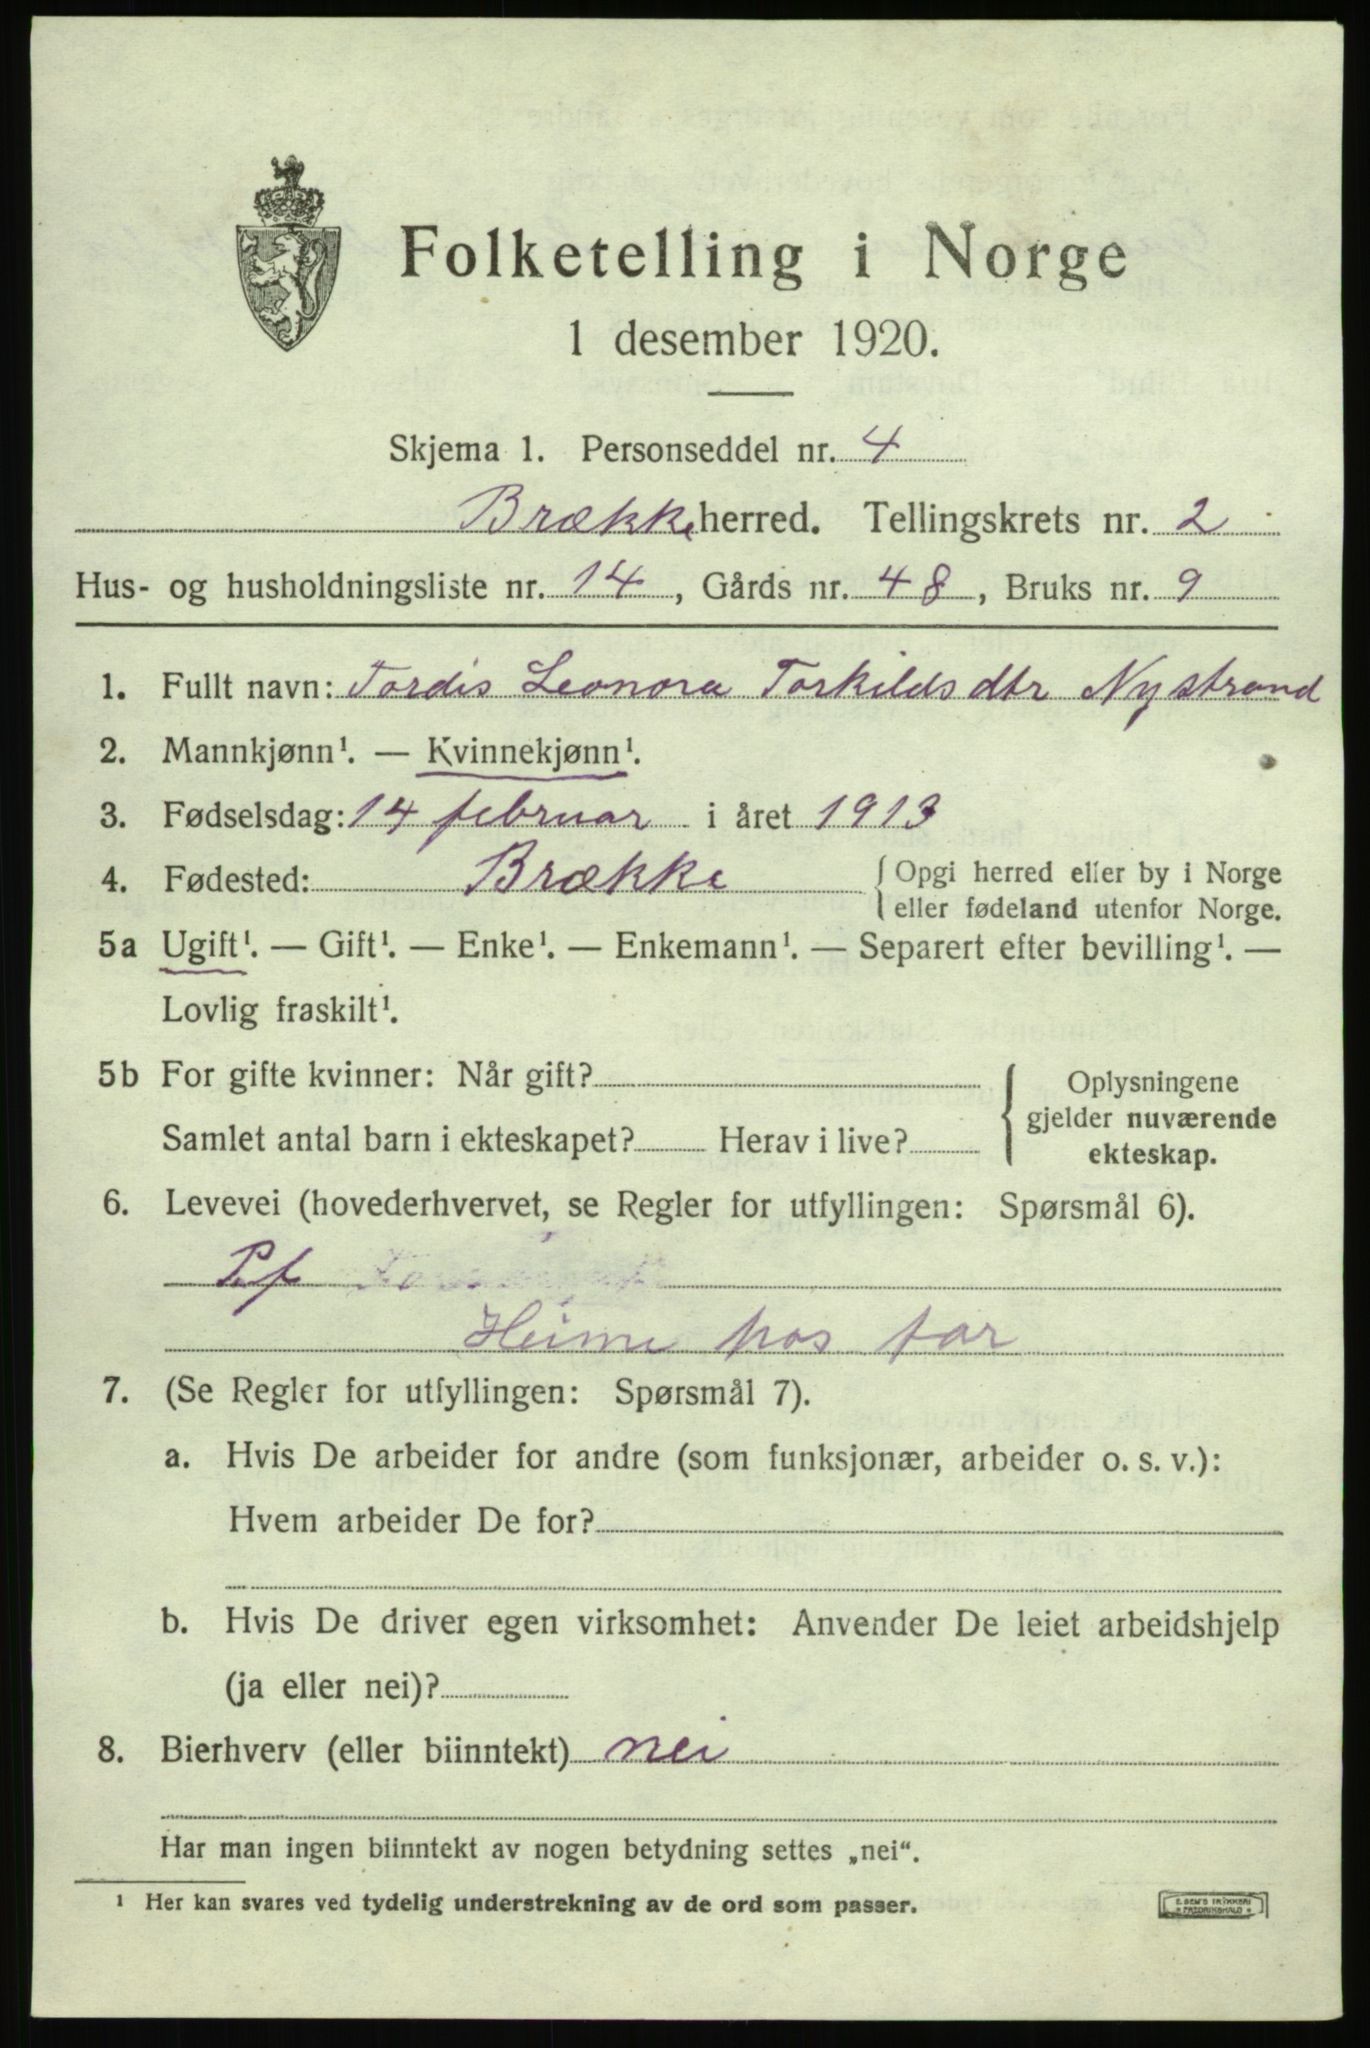 Folketelling i Norge
1 desember 1920.
Skjema 1. Personseddel nr. 4
Brække herred. Tellingskrets nr. 2
Hus- og husholdningsliste nr. 14, Gårds nr. 48, Bruks nr. 9
1. Fullt navn: Tordis Leonora Torkildsdtr Nystrand
2. Mannkjønn¹. — Kvinnekjønn¹.
3. Fødselsdag: 14 februar i året 1913
4. Fødested: Brække { Opgi herred eller by i Norge
eller fødeland utenfor Norge.
5a Ugift¹. — Gift¹. — Enke¹. — Enkemann¹. — Separert efter bevilling¹. —
Lovlig fraskilt¹.
5b For gifte kvinner: Når gift?
Samlet antal barn i ekteskapet? Herav i live?
{ Oplysningene
gjelder nuværende
ekteskap.
6. Levevei (hovederhvervet, se Regler for utfyllingen: Spørsmål 6).
P.f
Heime hos far
7. (Se Regler for utfyllingen: Spørsmål 7).
a. Hvis De arbeider for andre (som funksjonær, arbeider o. s. v.):
Hvem arbeider De for?
b. Hvis De driver egen virksomhet: Anvender De leiet arbeidshjelp
(ja eller nei)?
8. Bierhverv (eller biinntekt) nei
Har man ingen biinntekt av nogen betydning settes „nei“.
¹ Her kan svares ved tydelig understrekning av de ord som passer.